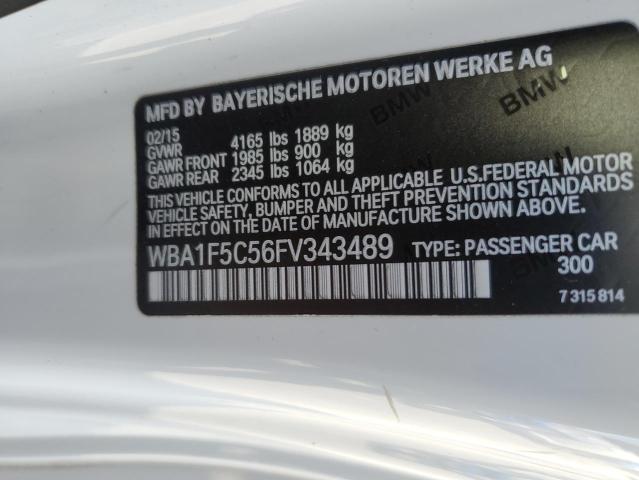 MFD BY BAYERISCHE MOTOREN WERKE AG
02/15
GVWR 4165 lbs 1889 kg
GAWR FRONT 1985 lbs 900 kg
GAWR REAR 2345 lbs 1064 kg
THIS VEHICLE CONFORMS TO ALL APPLICABLE U.S.FEDERAL MOTOR
VEHICLE SAFETY, BUMPER, AND THEFT PREVENTION STANDARDS
IN EFFECT ON THE DATE OF MANUFACTURE SHOWN ABOVE.
WBA1F5C56FV343489 TYPE: PASSENGER CAR
300
7 315 814
BMW
BMW